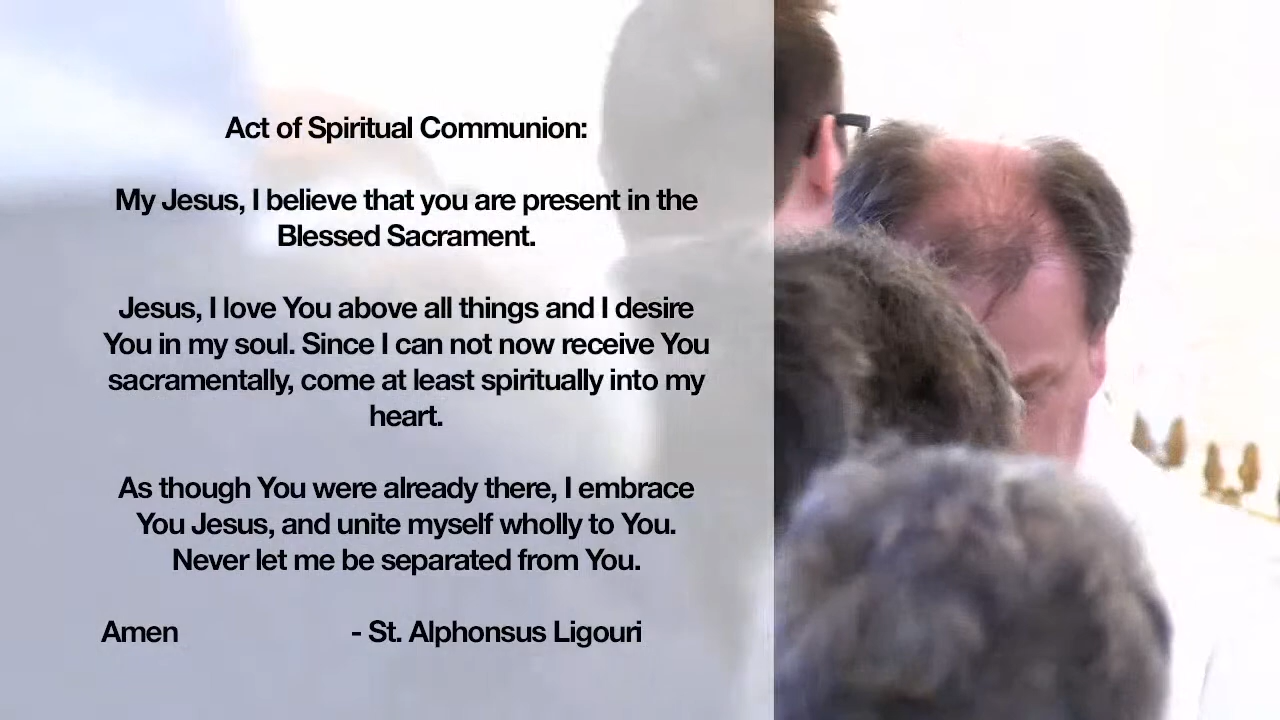 Act of Spiritual Communion:
My Jesus, I believe that you are present in the
Blessed Sacrament.
Jesus, I love You above all things and I desire
You in my soul. Since I can not now receive You
sacramentally, come at least spiritually into my
heart.
As though You were already there, I embrace
You Jesus, and unite myself wholly to You.
Never let me be separated from You.
Amen - St. Alphonsus Ligouri